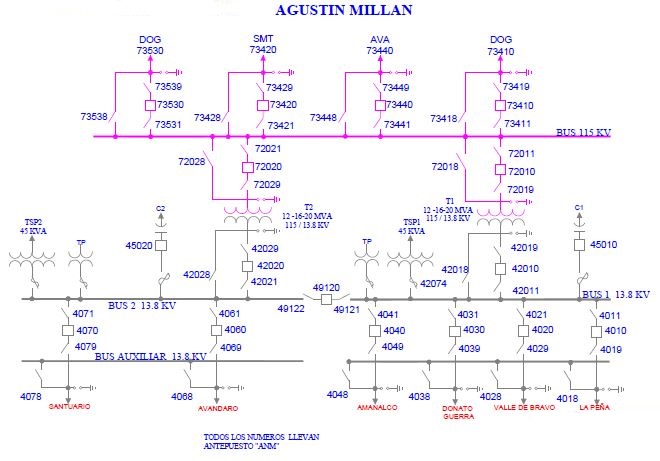 AGUSTIN MILLAN
DOG SMT AVA DOG
73530 73420 73440 73410
73539 73429 73449 73419
73538 73530 73428 73420 73448 73440 73418 73410
73531 73421 73441 73411
BUS 115 KV
72028 72021 72018 72011
72020 72010
72029 72019
T2 T1
12 -16-20 MVA 12 -16-20 MVA
115 / 13.8 KV 115 / 13.8 KV
C2 C1
TSP2 TSP1
45 KVA 45 KVA
TP TP
45020 42029 42019 45010
42028 42020 42018 42010
42021 42074 42011
49120
49122 49121
BUS 2 13.8 KV BUS 1 13.8 KV
4071 4061 4041 4031 4021 4011
4070 4060 4040 4030 4020 4010
4079 4069 4049 4039 4029 4019
BUS AUXILIAR 13.8 KV
4078 4068 4048 4038 4028 4018
SANTUARIO AVANDARO AMANALCO DONATO GUERRA VALLE DE BRAVO LA PEÑA
TODOS LOS NUMEROS LLEVAN
ANTEPUESTO "ANM"